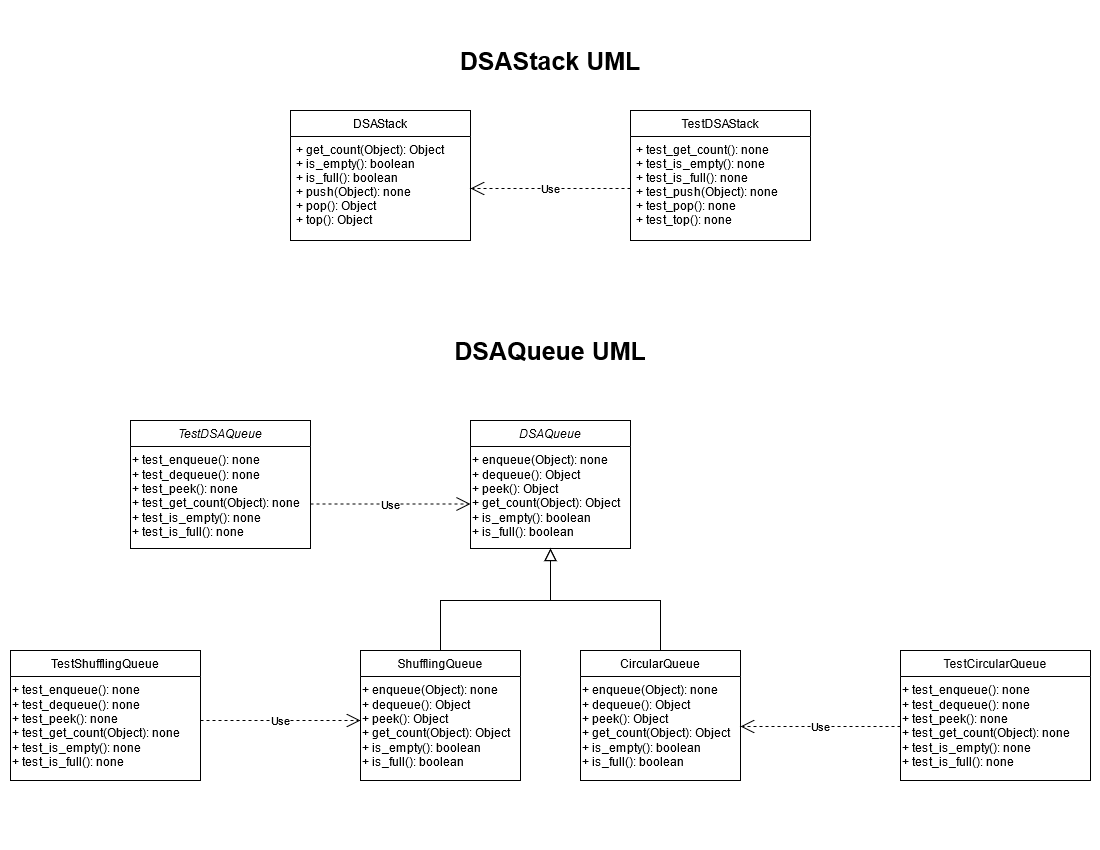 DSAStack UML
DSAStack
+ get_count(Object): Object
+ is_empty(): boolean
+ is_full(): boolean
+ push(Object): none
+ pop(): Object
+ top(): Object
Use
TestDSAStack
+ test_get_count(): none
+ test_is_empty(): none
+ test_is_full(): none
+ test_push(Object): none
+ test_pop(): none
+ test_top(): none
DSAQueue UML
TestDSAQueue
+ test_enqueue(): none
+ test_dequeue(): none
+ test_peek(): none
+ test_get_count(Object): none
+ test_is_empty(): none
+ test_is_full(): none
Use
DSAQueue
+ enqueue(Object): none
+ dequeue(): Object
+ peek(): Object
+ get_count(Object): Object
+ is_empty(): boolean
+ is_full(): boolean
TestShufflingQueue
+ test_enqueue(): none
+ test_dequeue(): none
+ test_peek(): none
+ test_get_count(Object): none
+ test_is_empty(): none
+ test_is_full(): none
Use
ShufflingQueue
+ enqueue(Object): none
+ dequeue(): Object
+ peek(): Object
+ get_count(Object): Object
+ is_empty(): boolean
+ is_full(): boolean
CircularQueue
+ enqueue(Object): none
+ dequeue(): Object
+ peek(): Object
+ get_count(Object): Object
+ is_empty(): boolean
+ is_full(): boolean
Use
TestCircularQueue
+ test_enqueue(): none
+ test_dequeue(): none
+ test_peek(): none
+ test_get_count(Object): none
+ test_is_empty(): none
+ test_is_full(): none